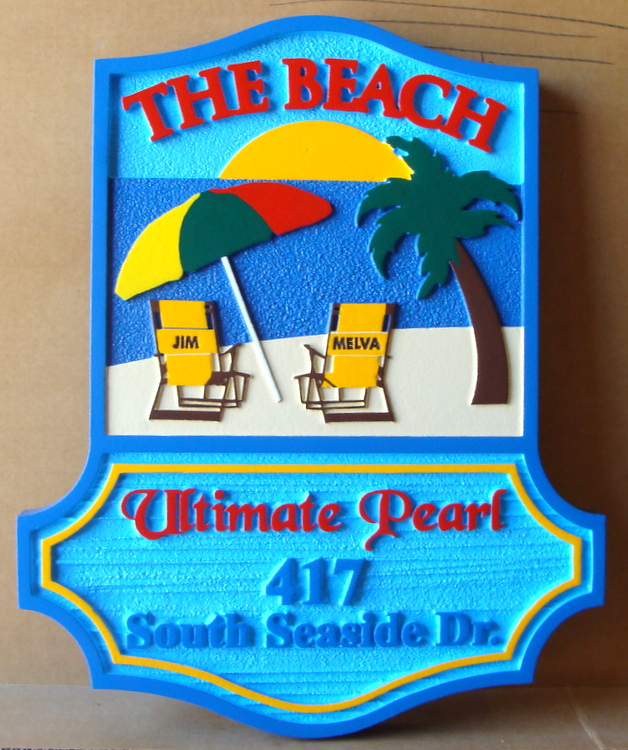 THE BEACH
JIM
MELVA
Ultimate Pearl
417
South Seaside Dr.